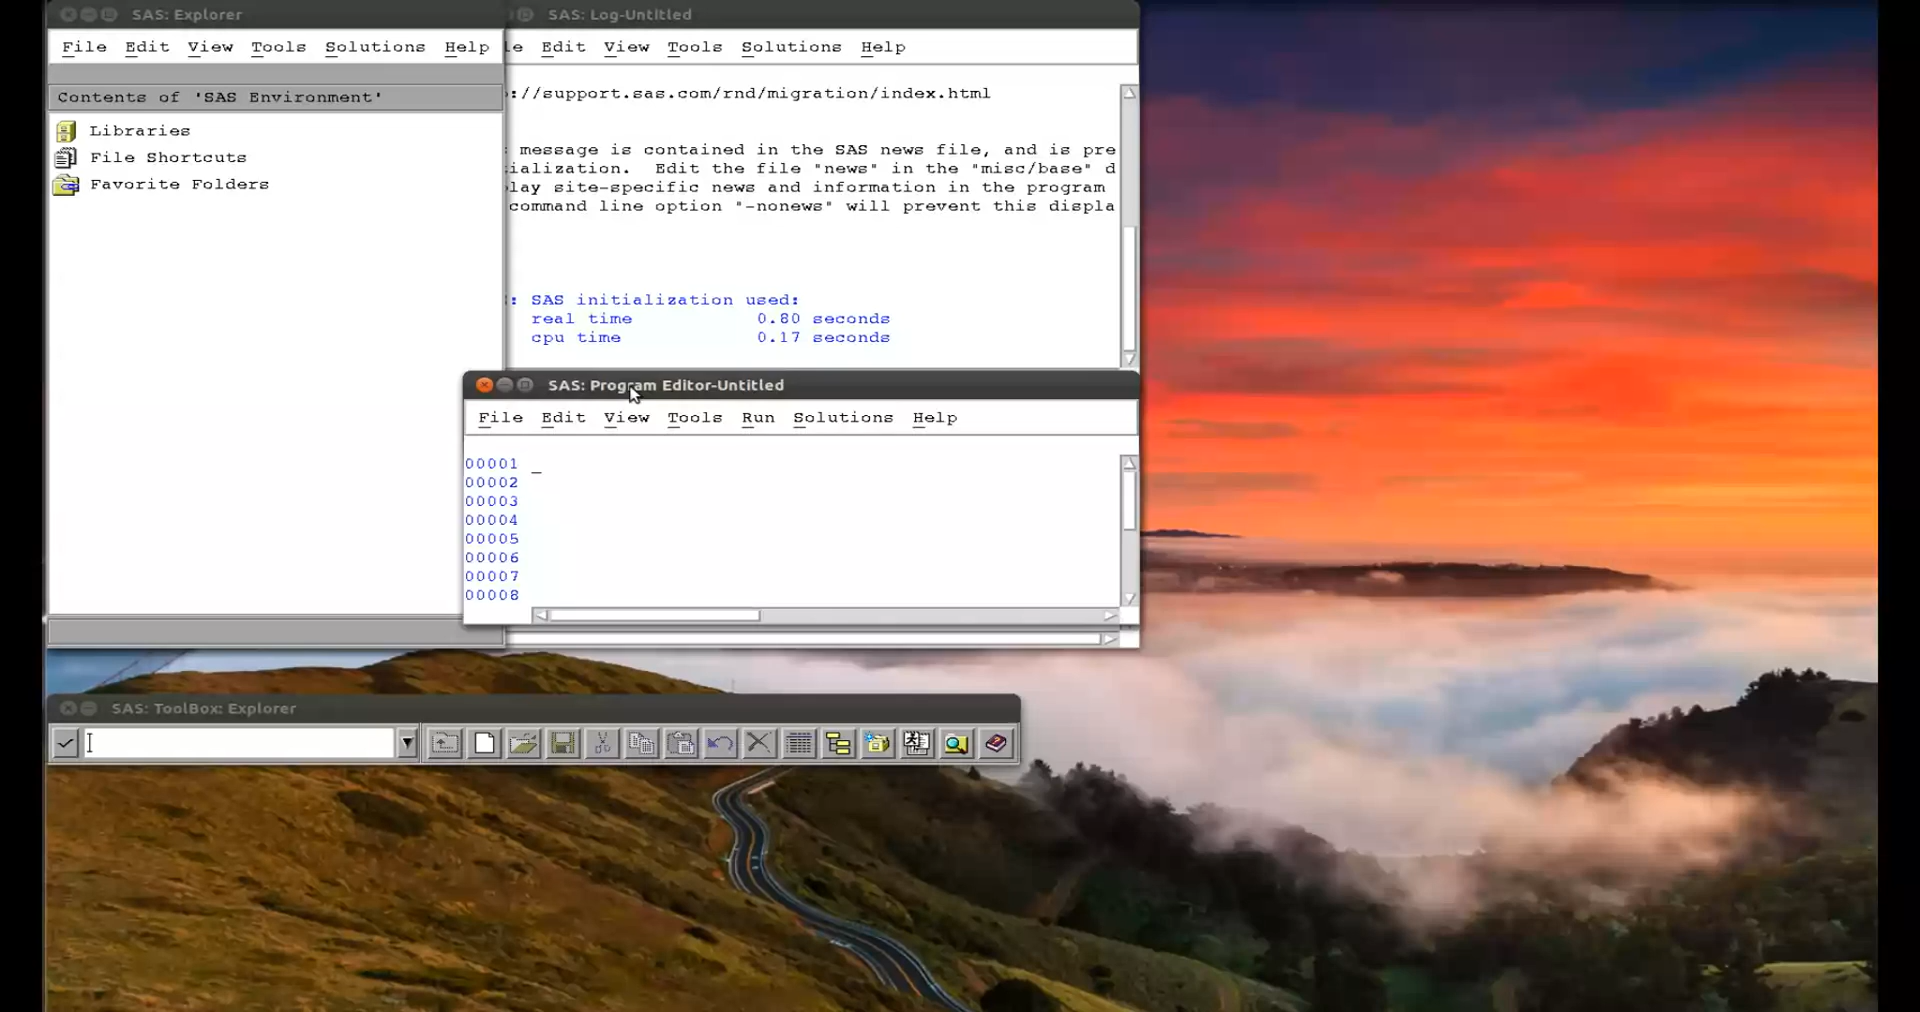 SAS: Explorer
File Edit View Tools Solutions Help
Contents of 'SAS Environment'
Libraries
File Shortcuts
Favorite Folders
SAS: Log-Untitled
le Edit View Tools Solutions Help
://support.sas.com/rnd/migration/index.html
message is contained in the SAS news file, and is pre
ialization. Edit the file "news" in the "misc/base" d
lay site-specific news and information in the program
command line option "-nonews" will prevent this displa
: SAS initialization used:
real time 0.80 seconds
cpu time 0.17 seconds
SAS: Program Editor-Untitled
File Edit View Tools Run Solutions Help
00001 _
00002
00003
00004
00005
00006
00007
00008
SAS: ToolBox: Explorer